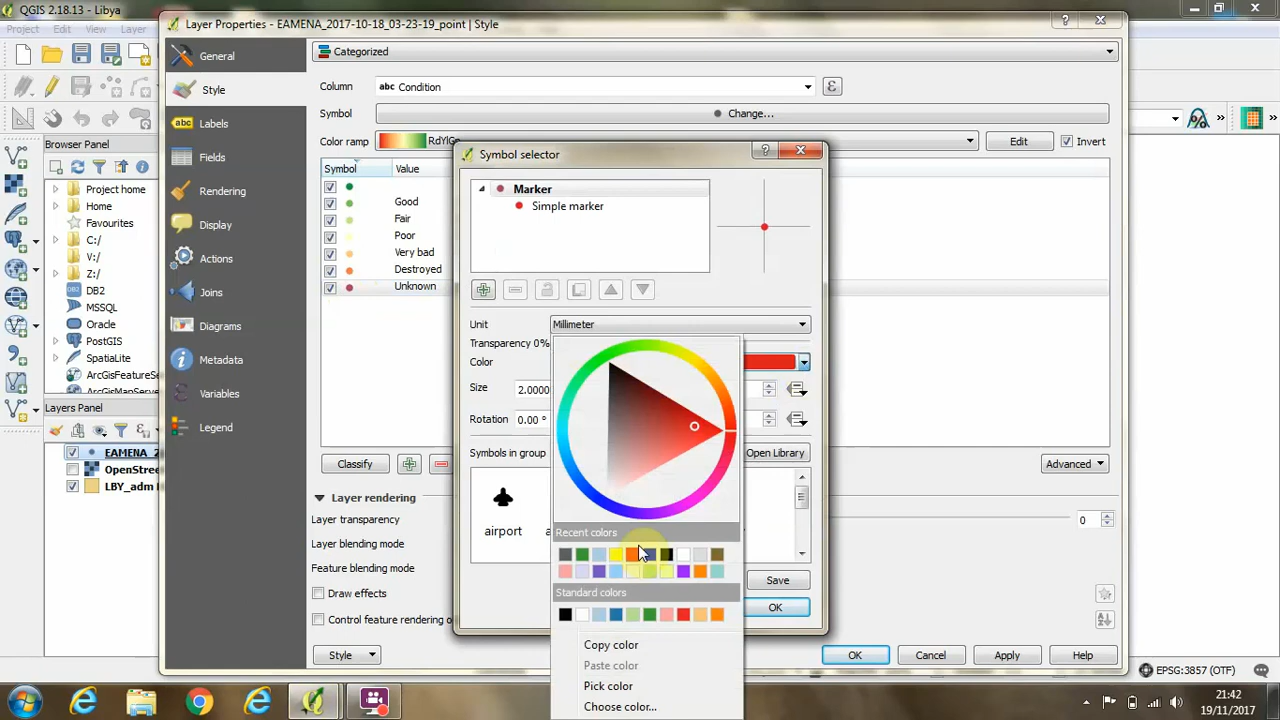 QGIS 2.18.13 - Libya
Project Edit View Layer
Layer Properties - EAMENA_2017-10-18_03-23-19_point | Style
General
Style
Labels
Fields
Rendering
Display
Actions
Joins
Diagrams
Metadata
Variables
Legend
Browser Panel
Project home
Home
Favourites
C:/
V:/
Z:/
DB2
MSSQL
Oracle
PostGIS
SpatiaLite
ArcGisFeatureSe
ArcGisMapServe
Layers Panel
EAMENA_2
OpenStree
LBY_adm
Categorized
Column abc Condition
Symbol Change...
Color ramp RdYlG Edit Invert
Symbol Value
Good
Fair
Poor
Very bad
Destroyed
Unknown
Classify Advanced
Layer rendering
Layer transparency 0
Layer blending mode
Feature blending mode
Draw effects
Control feature rendering o
Style OK Cancel Apply Help
Symbol selector
Marker
Simple marker
Unit Millimeter
Transparency 0%
Color
Size 2.0000
Rotation 0.00 °
Symbols in group Open Library
airport
Save
OK
Recent colors
Standard colors
Copy color
Paste color
Pick color
Choose color...
EPSG:3857 (OTF)
21:42
19/11/2017